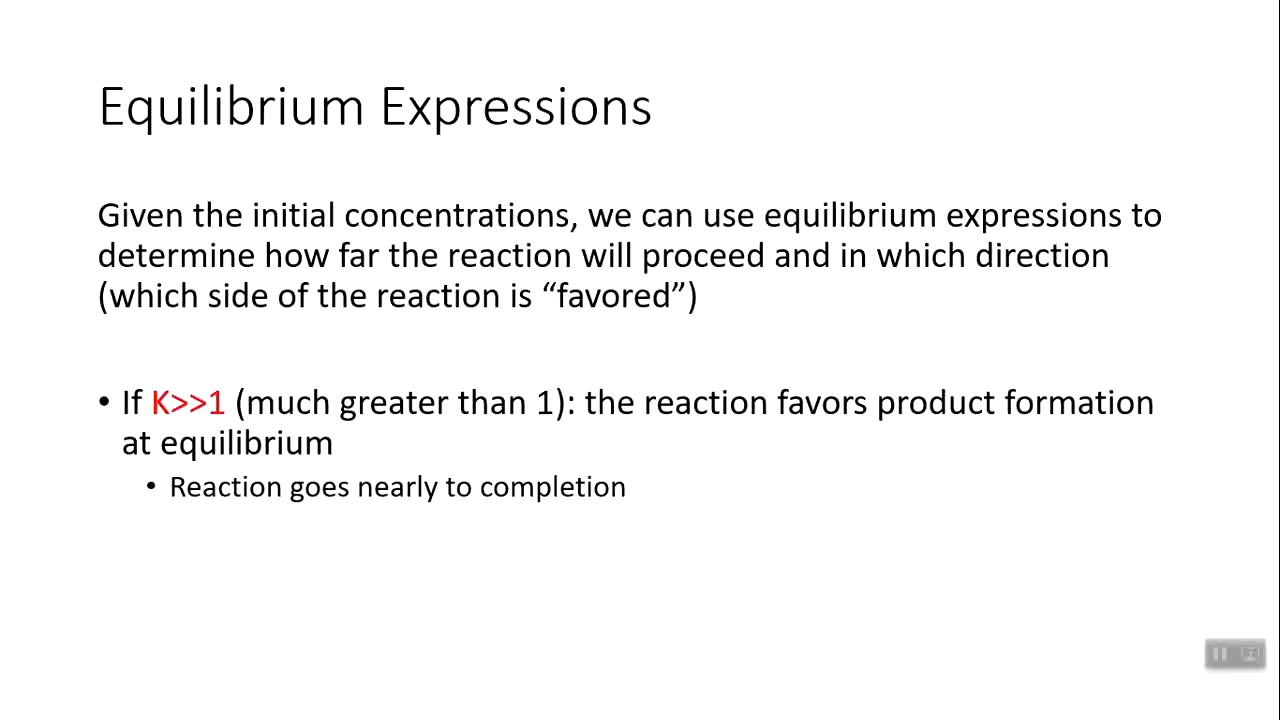 Equilibrium Expressions
Given the initial concentrations, we can use equilibrium expressions to
determine how far the reaction will proceed and in which direction
(which side of the reaction is “favored”)
• If K>>1 (much greater than 1): the reaction favors product formation
at equilibrium
• Reaction goes nearly to completion